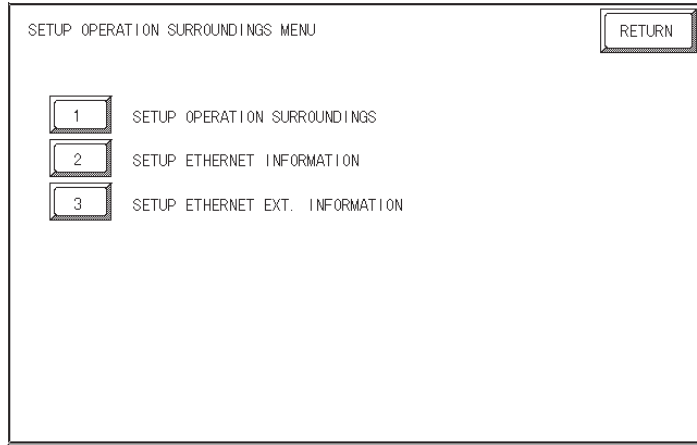 SETUP OPERATION SURROUNDINGS MENU
RETURN
1 SETUP OPERATION SURROUNDINGS
2 SETUP ETHERNET INFORMATION
3 SETUP ETHERNET EXT. INFORMATION